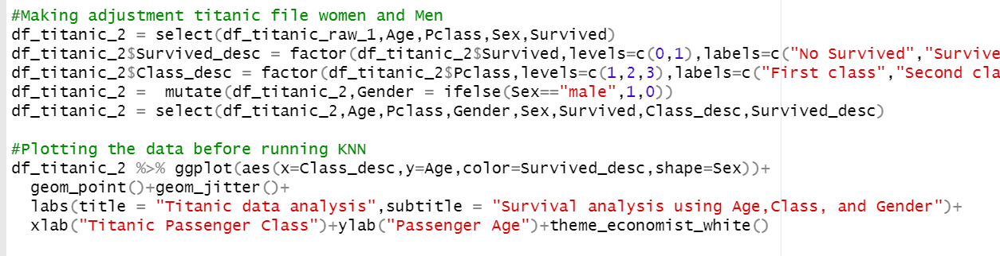 #Making adjustment titanic file women and Men
df_titanic_2 = select(df_titanic_raw_1,Age,Pclass,Sex,Survived)
df_titanic_2$Survived_desc = factor(df_titanic_2$Survived,levels=c(0,1),labels=c("No Survived","Survive
df_titanic_2$Class_desc = factor(df_titanic_2$Pclass,levels=c(1,2,3),labels=c("First class","Second cla
df_titanic_2 =  mutate(df_titanic_2,Gender = ifelse(Sex=="male",1,0))
df_titanic_2 = select(df_titanic_2,Age,Pclass,Gender,Sex,Survived,Class_desc,Survived_desc)

#Plotting the data before running KNN
df_titanic_2 %>% ggplot(aes(x=Class_desc,y=Age,color=Survived_desc,shape=Sex))+
  geom_point()+geom_jitter()+
  labs(title = "Titanic data analysis",subtitle = "Survival analysis using Age,Class, and Gender")+
  xlab("Titanic Passenger Class")+ylab("Passenger Age")+theme_economist_white()